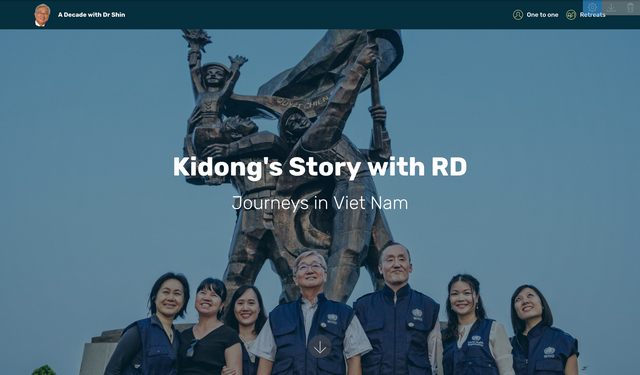 A Decade with Dr Shin
One to one
Retreats
Kidong's Story with RD
Journeys in Viet Nam